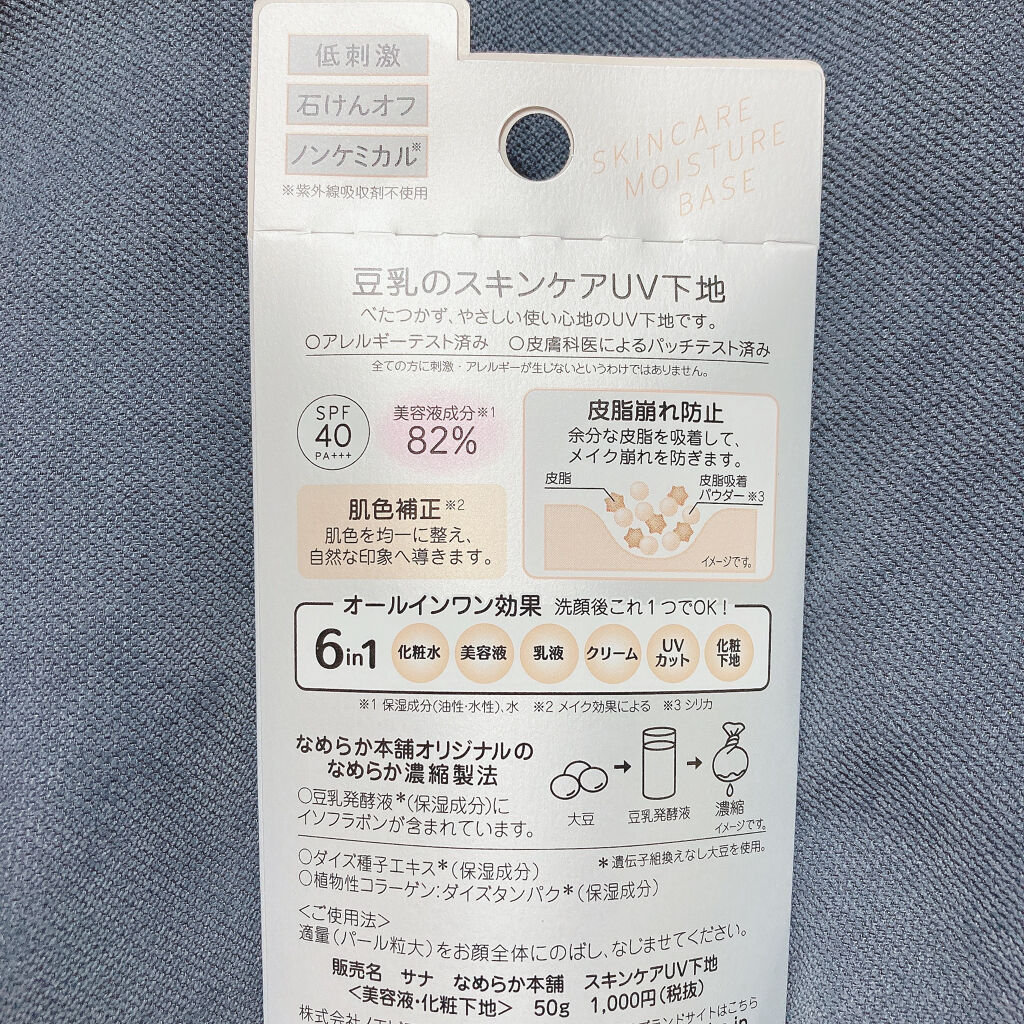 低刺激
石けんオフ
ノンケミカル※
※紫外線吸収剤不使用
SKINCARE
MOISTURE
BASE
豆乳のスキンケアUV下地
べたつかず、やさしい使い心地のUV下地です。
○アレルギーテスト済み ○皮膚科医によるパッチテスト済み
全ての方に刺激・アレルギーが生じないというわけではありません。
SPF
40
PA+++
美容液成分※1
82%
皮脂崩れ防止
余分な皮脂を吸着して、
メイク崩れを防ぎます。
皮脂
皮脂吸着
パウダー※3
イメージです。
肌色補正※2
肌色を均一に整え、
自然な印象へ導きます。
オールインワン効果 洗顔後これ1つでOK!
6in1 化粧水 美容液 乳液 クリーム UVカット 化粧下地
※1 保湿成分(油性・水性)、水 ※2 メイク効果による ※3 シリカ
なめらか本舗オリジナルの
なめらか濃縮製法
○豆乳発酵液*(保湿成分)に
イソフラボンが含まれています。
大豆 豆乳発酵液 濃縮
イメージです。
○ダイズ種子エキス*(保湿成分)
*遺伝子組換えなし大豆を使用。
○植物性コラーゲン:ダイズタンパク*(保湿成分)
<ご使用法>
適量(パール粒大)をお顔全体にのばし、なじませてください。
販売名 サナ なめらか本舗 スキンケアUV下地
<美容液・化粧下地> 50g 1,000円(税抜)
株式会社ノエビ
ブランドサイトはこちら